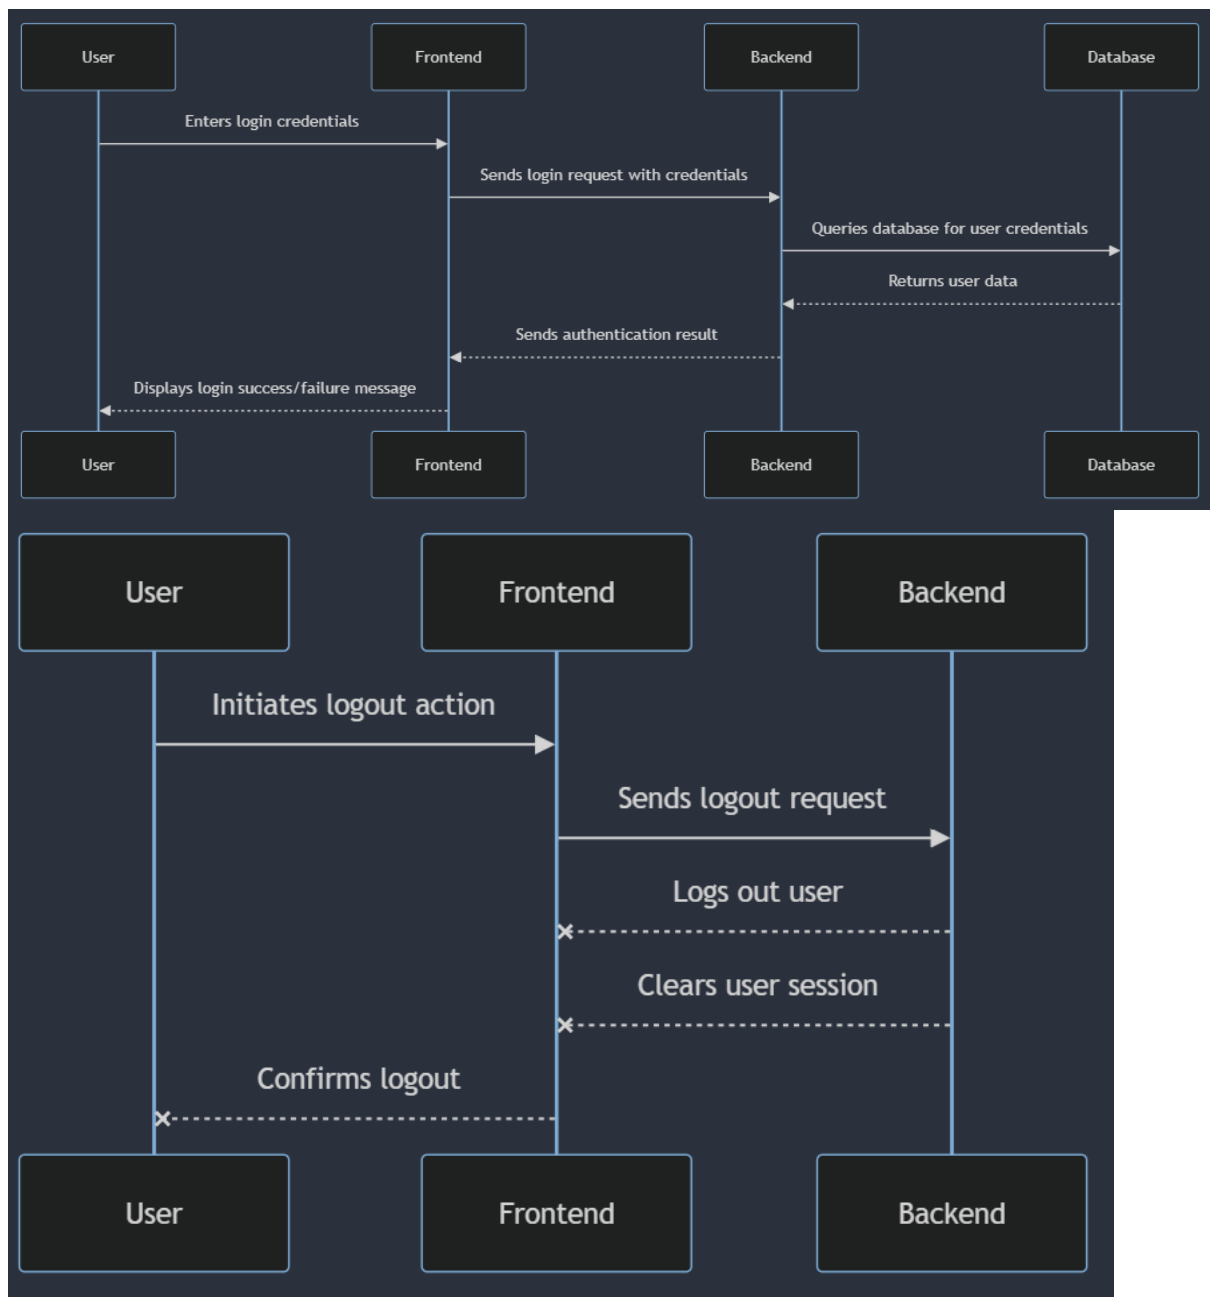 User
Frontend
Backend
Database
Enters login credentials
Sends login request with credentials
Queries database for user credentials
Returns user data
Sends authentication result
Displays login success/failure message
User
Frontend
Backend
Database
User
Frontend
Backend
Initiates logout action
Sends logout request
Logs out user
Clears user session
Confirms logout
User
Frontend
Backend